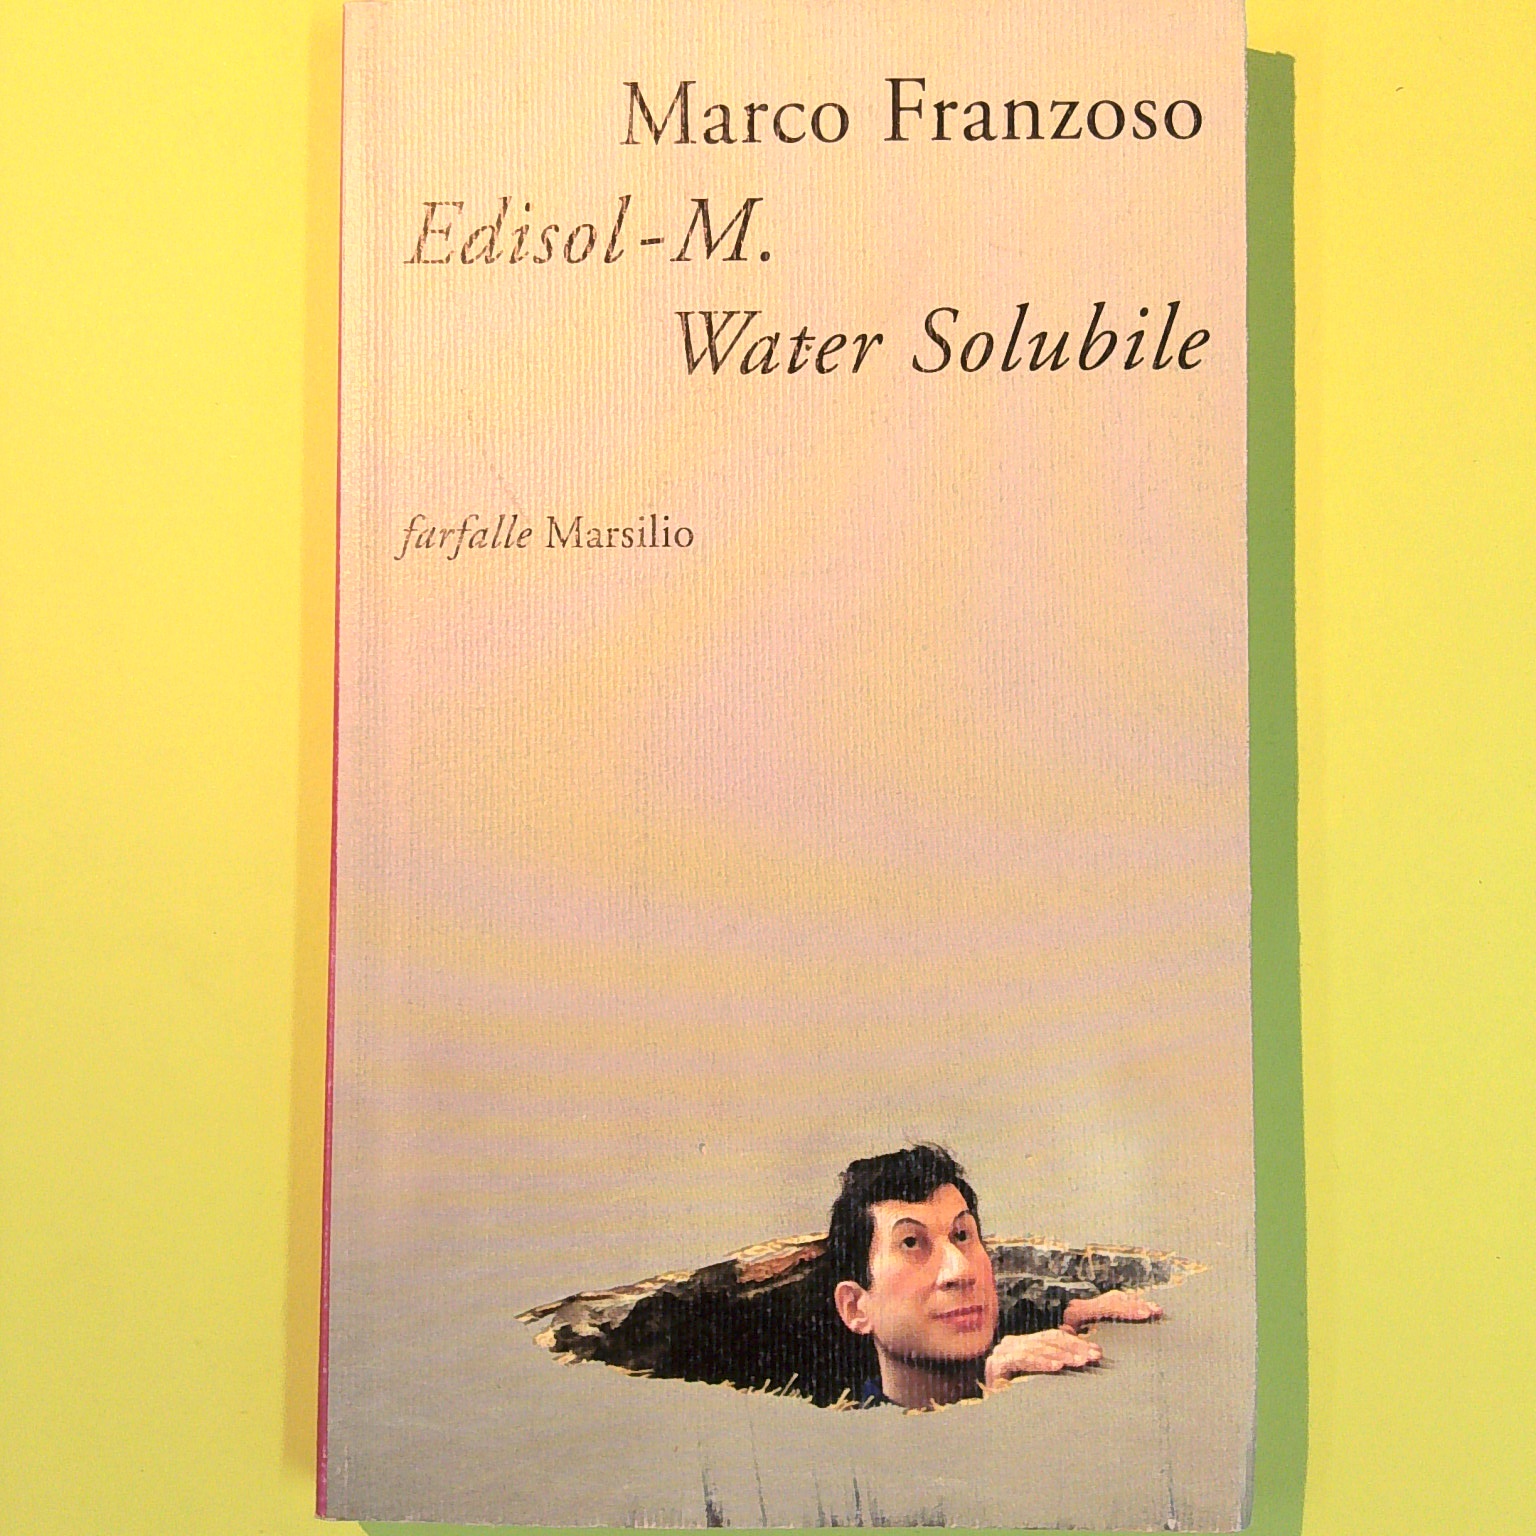 Marco Franzoso
Edisol-M.
Water Solubile
farfalle Marsilio